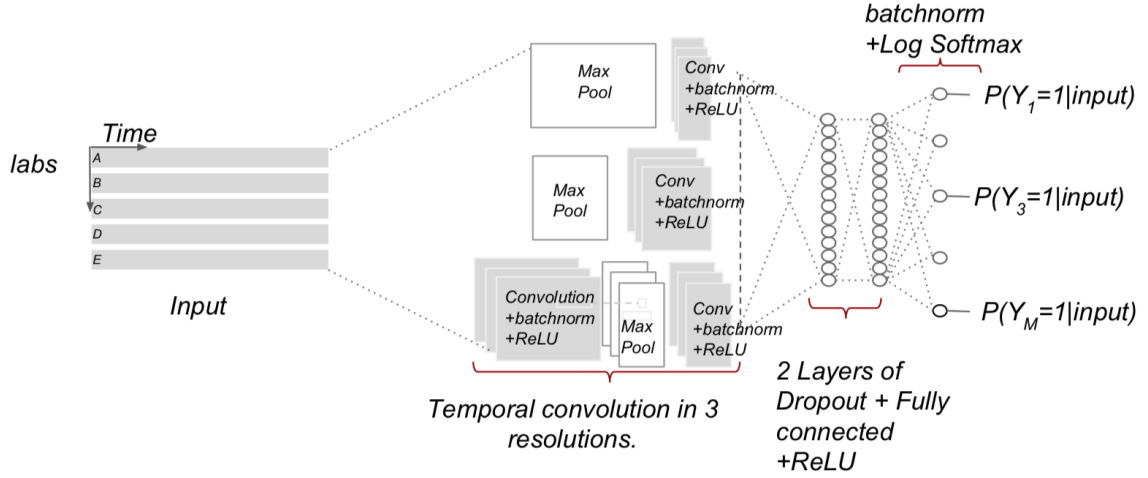 batchnorm
+Log Softmax
Time
labs
A
B
C
D
E
Input
Max
Pool
Conv
+batchnorm
+ReLU
Max
Pool
Conv
+batchnorm
+ReLU
Convolution
+batchnorm
+ReLU
Max
Pool
Conv
+batchnorm
+ReLU
Temporal convolution in 3
resolutions.
2 Layers of
Dropout + Fully
connected
+ReLU
P(Y₁=1|input)
P(Y₃=1|input)
P(Y_M=1|input)